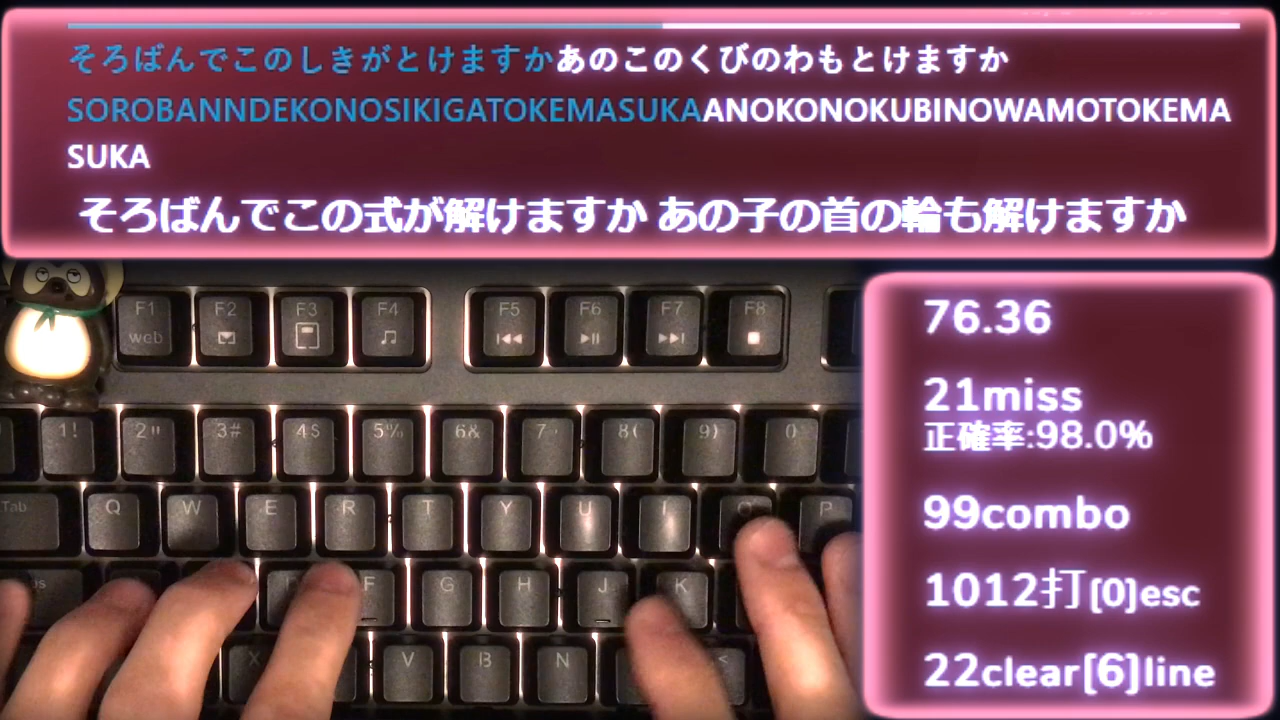 そろばんでこのしきがとけますかあのこのくびのわもとけますか
SOROBANNDEKONOSIKIGATOKEMASUKAANOKONOKUBINOWAMOTOKEMA
SUKA
そろばんでこの式が解けますか あの子の首の輪も解けますか
76.36
21miss
正確率:98.0%
99combo
1012打[0]esc
22clear[6]line
F1 F2 F3 F4 F5 F6 F7 F8
web
1! 2" 3# 4$ 5% 6& 7' 8( 9) 0
Tab Q W E R T Y U I O P
F G H J K
X V B N <